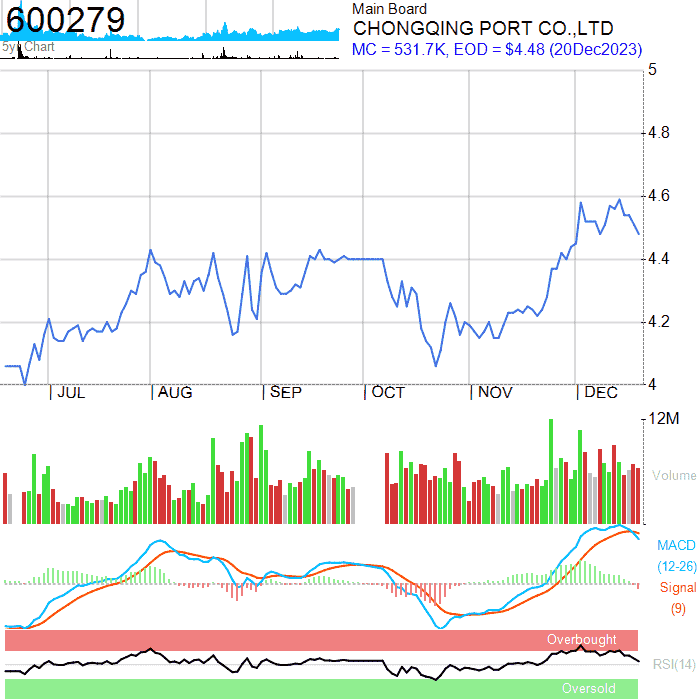 600279
5yr Chart
Main Board
CHONGQING PORT CO.,LTD
MC = 531.7K, EOD = $4.48 (20Dec2023)
5
4.8
4.6
4.4
4.2
4
JUL
AUG
SEP
OCT
NOV
DEC
12M
Volume
MACD
(12-26)
Signal
(9)
Overbought
RSI(14)
Oversold